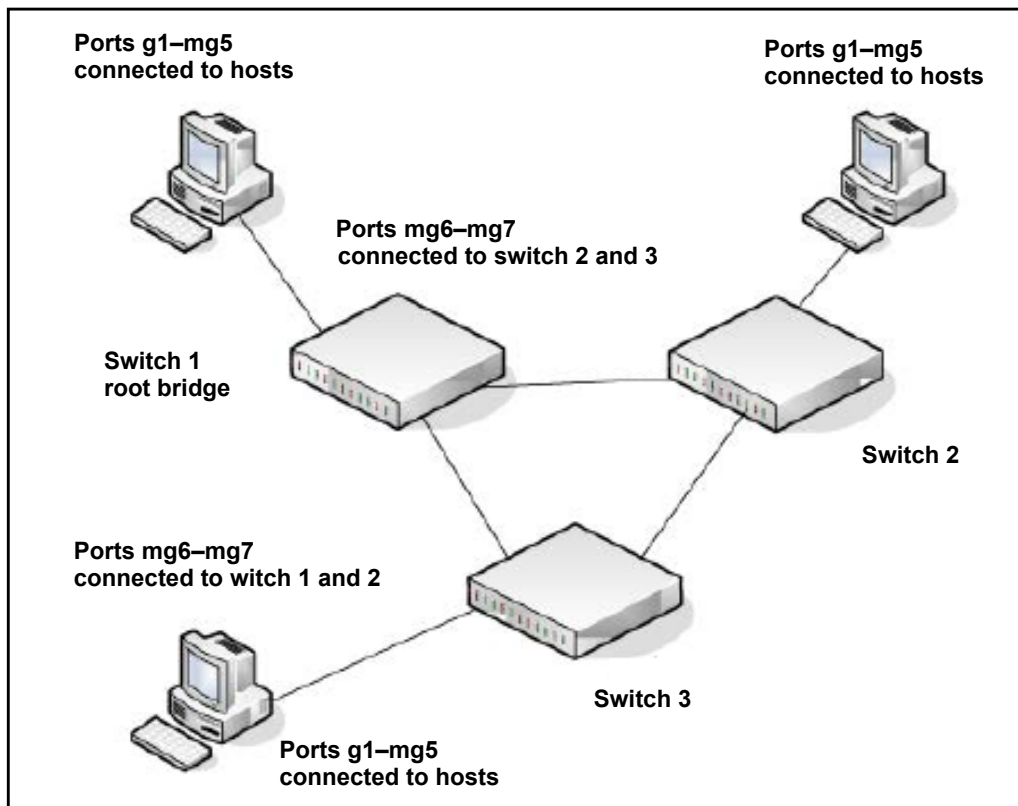 Ports g1–mg5
connected to hosts
Ports g1–mg5
connected to hosts
Ports mg6–mg7
connected to switch 2 and 3
Switch 1
root bridge
Switch 2
Ports mg6–mg7
connected to witch 1 and 2
Switch 3
Ports g1–mg5
connected to hosts